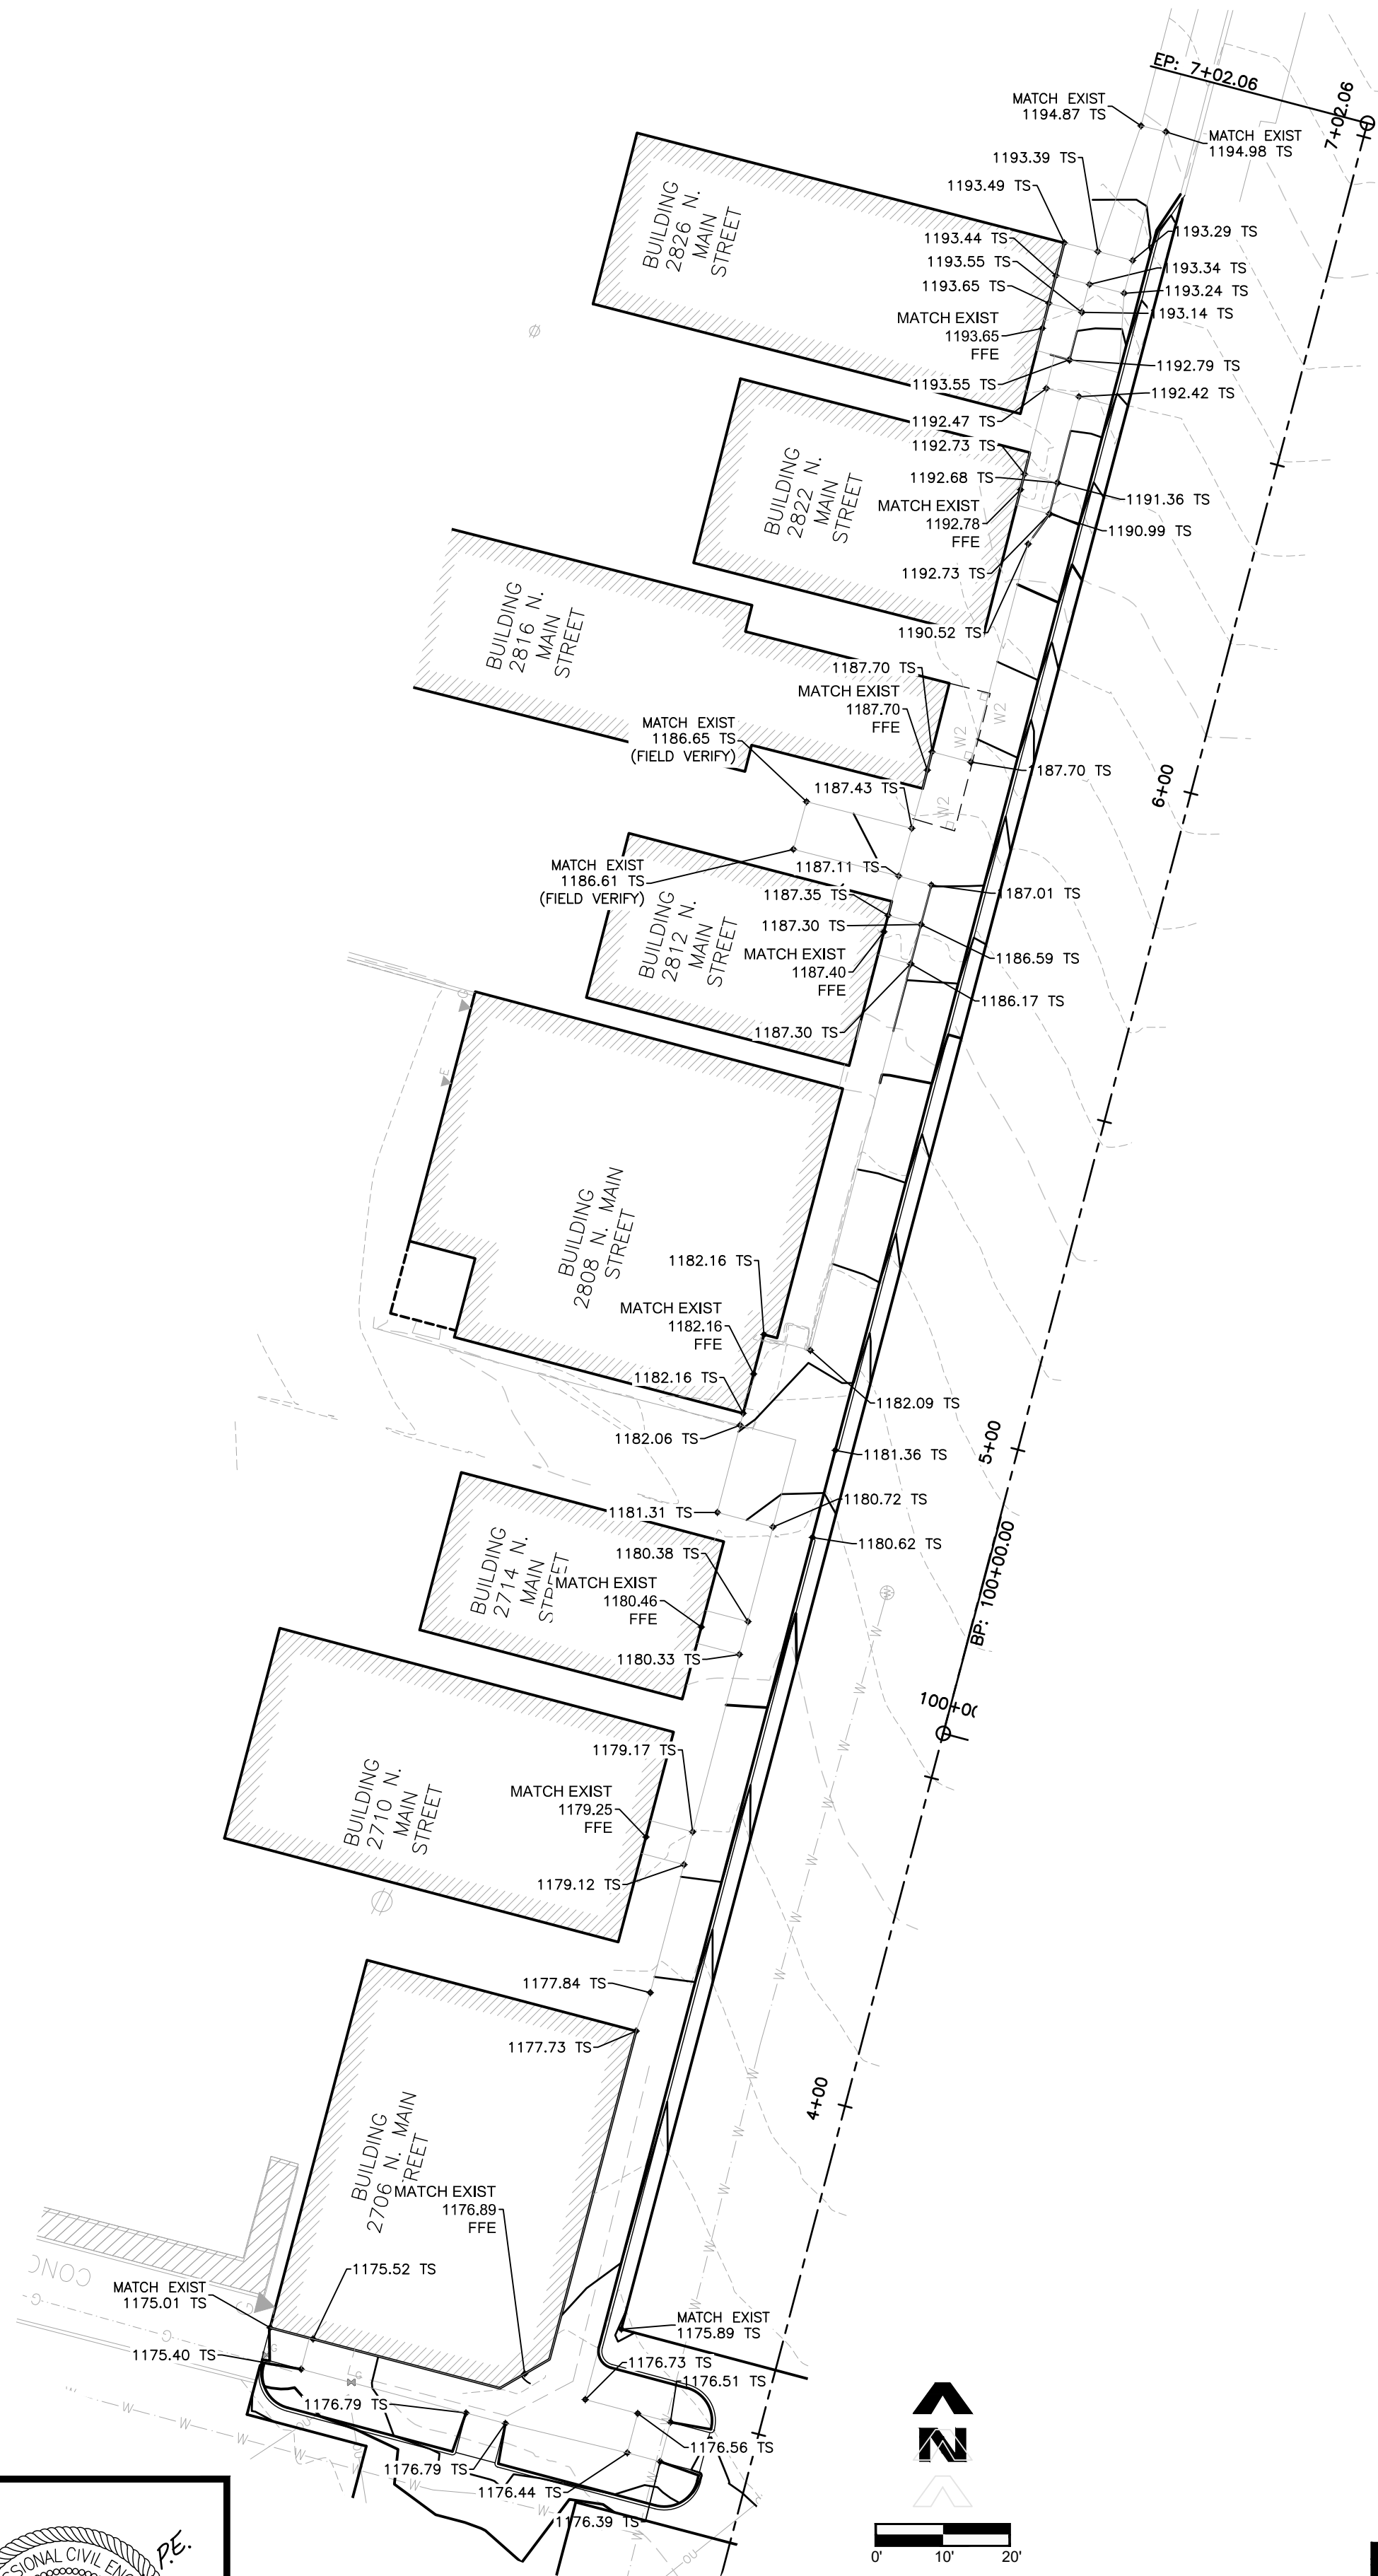 EP: 7+02.06
7+02.06
MATCH EXIST
1194.87 TS
MATCH EXIST
1194.98 TS
1193.39 TS
1193.49 TS
1193.29 TS
BUILDING
2826 N.
MAIN
STREET
1193.44 TS
1193.55 TS
1193.65 TS
1193.34 TS
1193.24 TS
1193.14 TS
MATCH EXIST
1193.65
FFE
1192.79 TS
1193.55 TS
1192.42 TS
1192.47 TS
1192.73 TS
BUILDING
2822 N.
MAIN
STREET
1192.68 TS
1191.36 TS
MATCH EXIST
1192.78
FFE
1190.99 TS
1192.73 TS
1190.52 TS
BUILDING
2816 N.
MAIN
STREET
1187.70 TS
MATCH EXIST
1187.70
FFE
W2
W2
W2
MATCH EXIST
1186.65 TS
(FIELD VERIFY)
187.70 TS
6+00
1187.43 TS
MATCH EXIST
1186.61 TS
(FIELD VERIFY)
1187.11 TS
1187.35 TS
1187.01 TS
BUILDING
2812 N.
MAIN
STREET
1187.30 TS
MATCH EXIST
1187.40
FFE
1186.59 TS
1186.17 TS
1187.30 TS
G
E
BUILDING
2808 N. MAIN
STREET
1182.16 TS
MATCH EXIST
1182.16
FFE
1182.16 TS
1182.09 TS
1182.06 TS
1181.36 TS
5+00
1181.31 TS
1180.72 TS
BUILDING
2714 N.
MAIN
STREET
1180.38 TS
1180.62 TS
MATCH EXIST
1180.46
FFE
BP: 100+00.00
1180.33 TS
100+0
BUILDING
2710 N.
MAIN
STREET
1179.17 TS
MATCH EXIST
1179.25
FFE
1179.12 TS
W
W
W
W
W
W
W
W
1177.84 TS
1177.73 TS
4+00
BUILDING
2706 N. MAIN
REET
MATCH EXIST
1176.89
FFE
CONC
G
G
1175.52 TS
MATCH EXIST
1175.01 TS
MATCH EXIST
1175.89 TS
1175.40 TS
1176.73 TS
1176.51 TS
1176.79 TS
1176.56 TS
1176.79 TS
1176.44 TS
1176.39 TS
W
W
W
W
W
W
OU
OU
N
0'
10'
20'
P.E.
SSIONAL CIVIL ENG